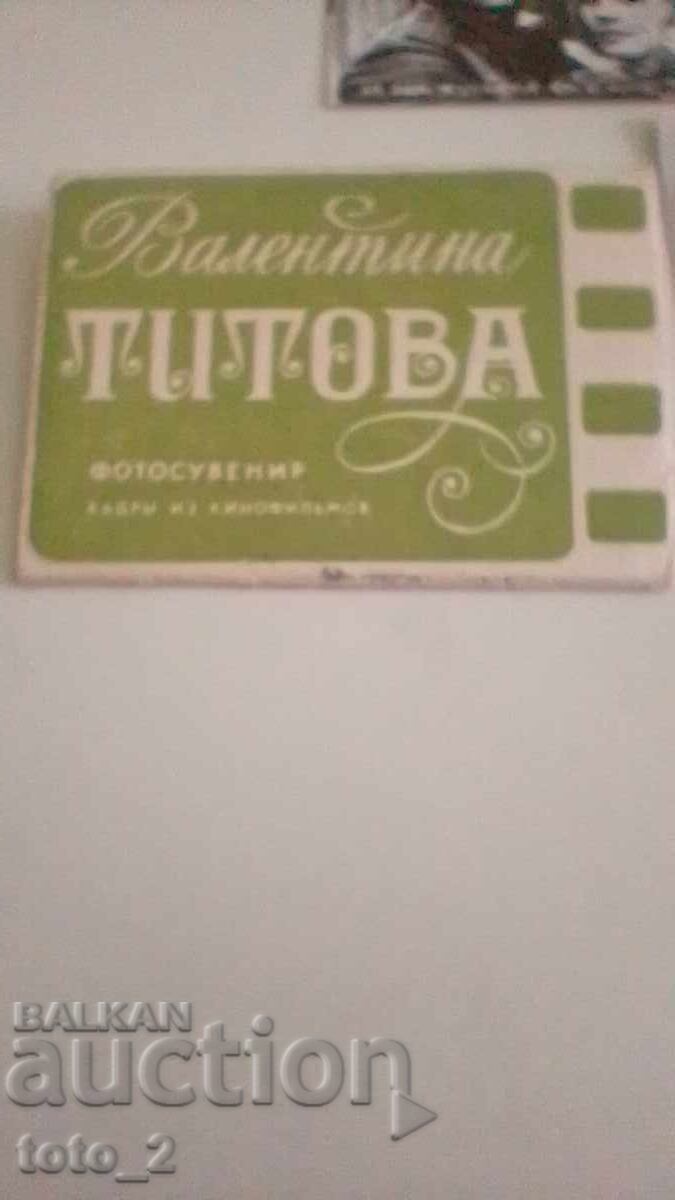 Валентина
ТИТОВА
ФОТОСУВЕНИР
КАДРЫ ИЗ КИНОФИЛЬМОВ
BALKAN
auction
toto_2